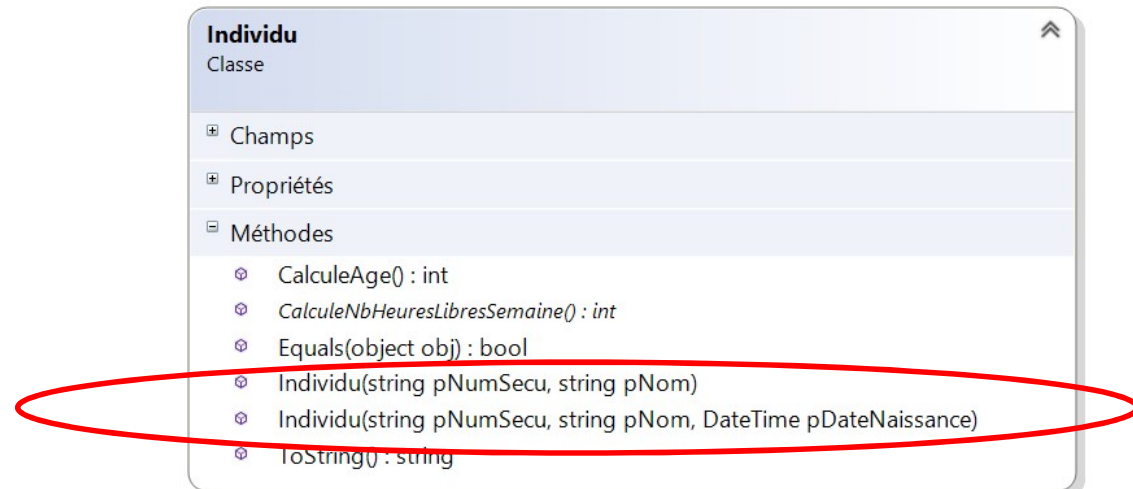 Individu
Classe
Champs
Propriétés
Méthodes
CalculeAge() : int
CalculeNbHeuresLibresSemaine() : int
Equals(object obj) : bool
Individu(string pNumSecu, string pNom)
Individu(string pNumSecu, string pNom, DateTime pDateNaissance)
ToString() : string